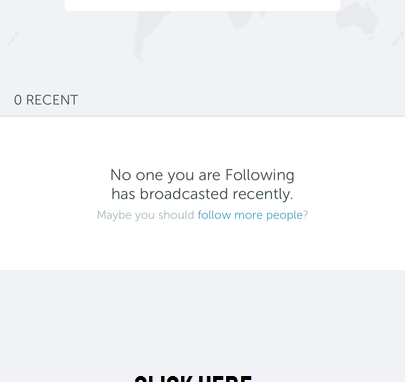 0 RECENT
No one you are Following
has broadcasted recently.
Maybe you should follow more people?
CLICK HERE